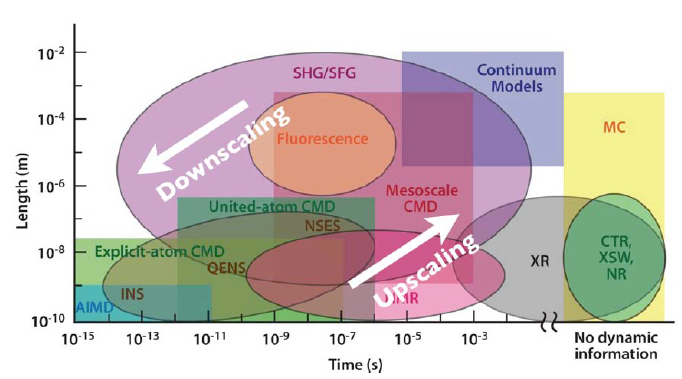 10-2
10-4
10-6
10-8
10-10
Length (m)
SHG/SFG
Continuum
Models
MC
Fluorescence
Downscaling
Mesoscale
CMD
United-atom CMD
NSES
Explicit-atom CMD
QENS
XR
CTR,
XSW,
NR
INS
AIMD
NMR
Upscaling
10-15
10-13
10-11
10-9
10-7
10-5
10-3
No dynamic
information
Time (s)